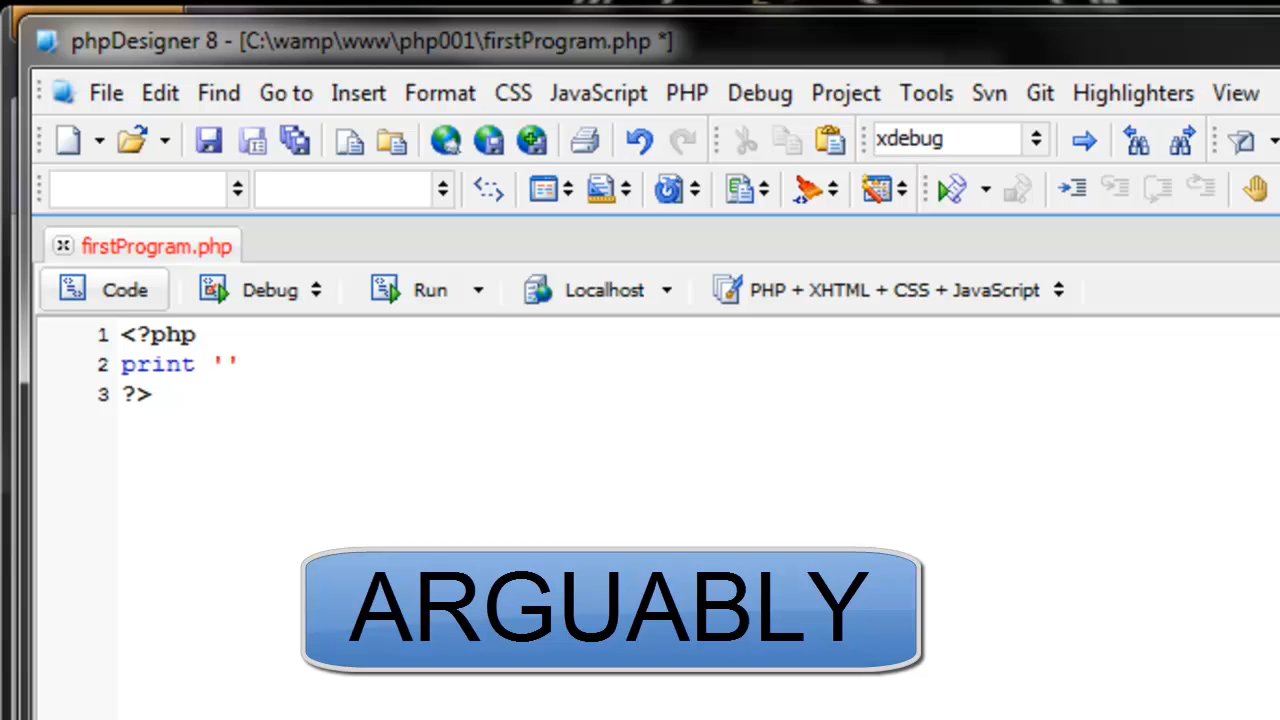 phpDesigner 8 - [C:\wamp\www\php001\firstProgram.php *]
File Edit Find Go to Insert Format CSS JavaScript PHP Debug Project Tools Svn Git Highlighters View
xdebug
firstProgram.php
Code Debug Run Localhost PHP + XHTML + CSS + JavaScript
1 <?php
2 print ''
3 ?>
ARGUABLY